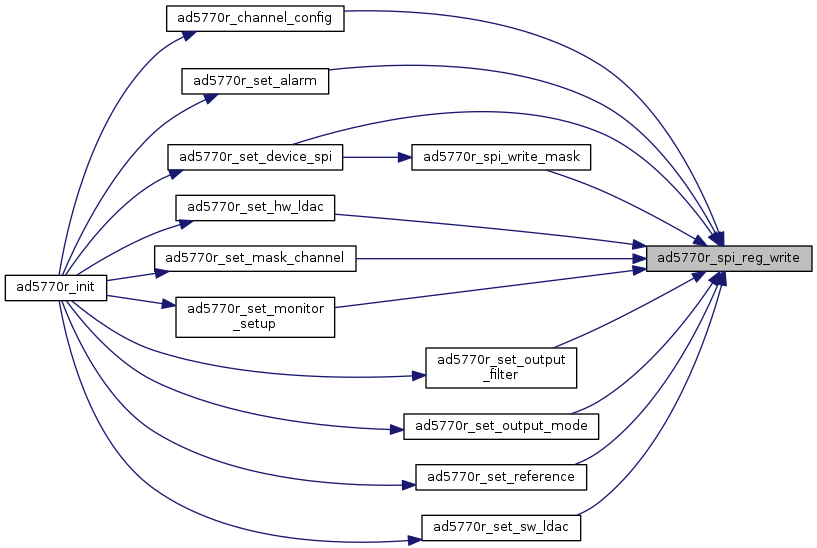 ad5770r_channel_config
ad5770r_set_alarm
ad5770r_set_device_spi
ad5770r_spi_write_mask
ad5770r_set_hw_ldac
ad5770r_set_mask_channel
ad5770r_spi_reg_write
ad5770r_init
ad5770r_set_monitor
_setup
ad5770r_set_output
_filter
ad5770r_set_output_mode
ad5770r_set_reference
ad5770r_set_sw_ldac